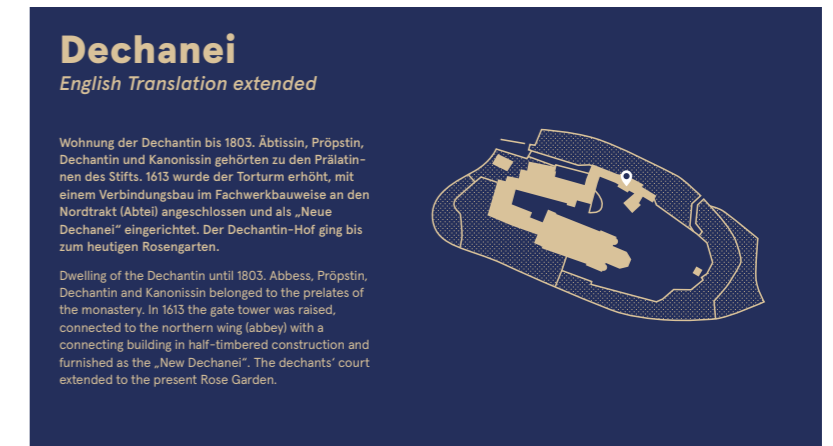 Dechanei
English Translation extended
Wohnung der Dechantin bis 1803. Äbtissin, Pröpstin,
Dechantin und Kanonissin gehörten zu den Prälatin-
nen des Stifts. 1613 wurde der Torturm erhöht, mit
einem Verbindungsbau im Fachwerkbauweise an den
Nordtrakt (Abtei) angeschlossen und als „Neue
Dechanei“ eingerichtet. Der Dechantin-Hof ging bis
zum heutigen Rosengarten.
Dwelling of the Dechantin until 1803. Abbess, Pröpstin,
Dechantin and Kanonissin belonged to the prelates of
the monastery. In 1613 the gate tower was raised,
connected to the northern wing (abbey) with a
connecting building in half-timbered construction and
furnished as the „New Dechanei“. The dechants’ court
extended to the present Rose Garden.